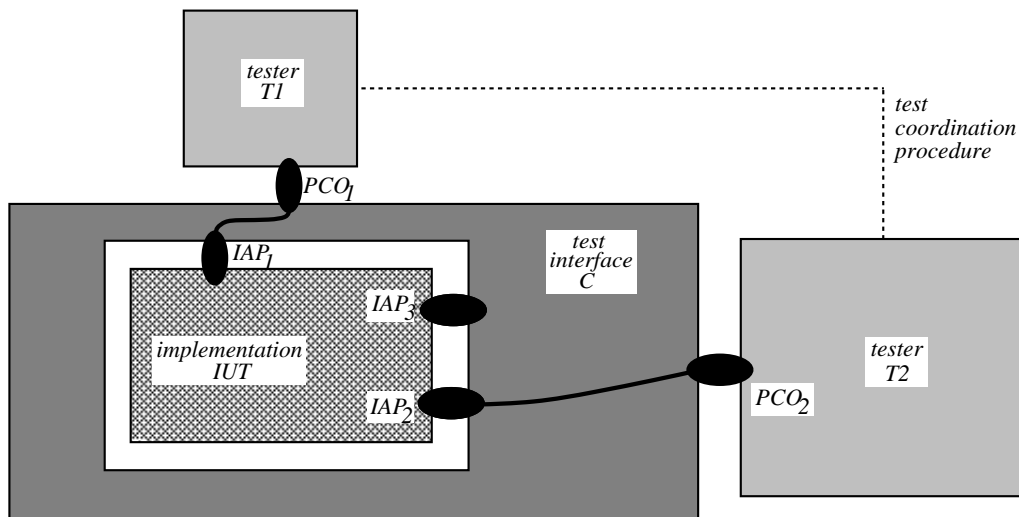 tester
T1
test
coordination
procedure
PCO1
IAP1
test
interface
C
IAP3
implementation
IUT
tester
T2
IAP2
PCO2